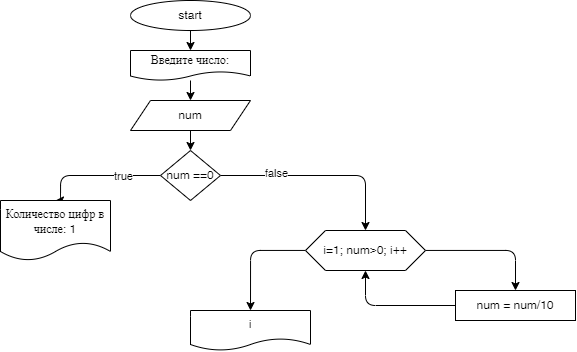 start
Введите число:
num
num ==0
true
false
Количество цифр в
числе: 1
i=1; num>0; i++
num = num/10
i